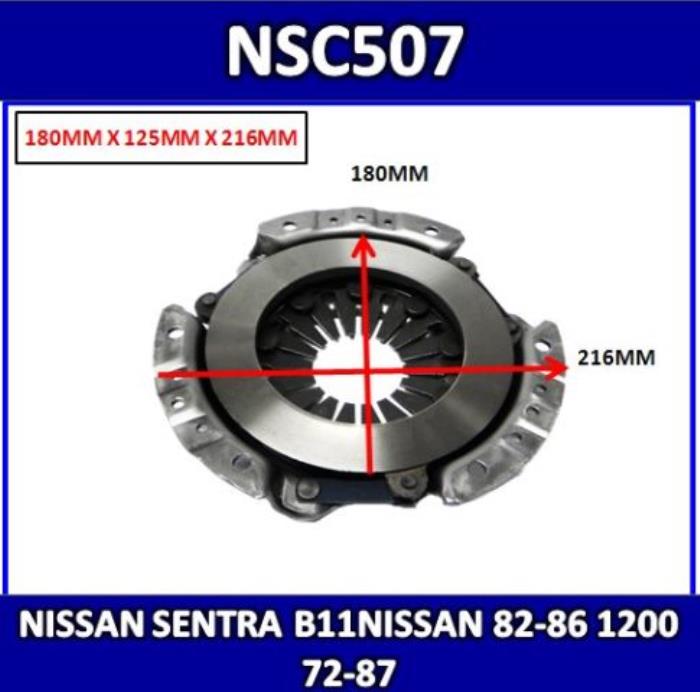 NSC507
180MM X 125MM X 216MM
180MM
216MM
NISSAN SENTRA B11NISSAN 82-86 1200
72-87